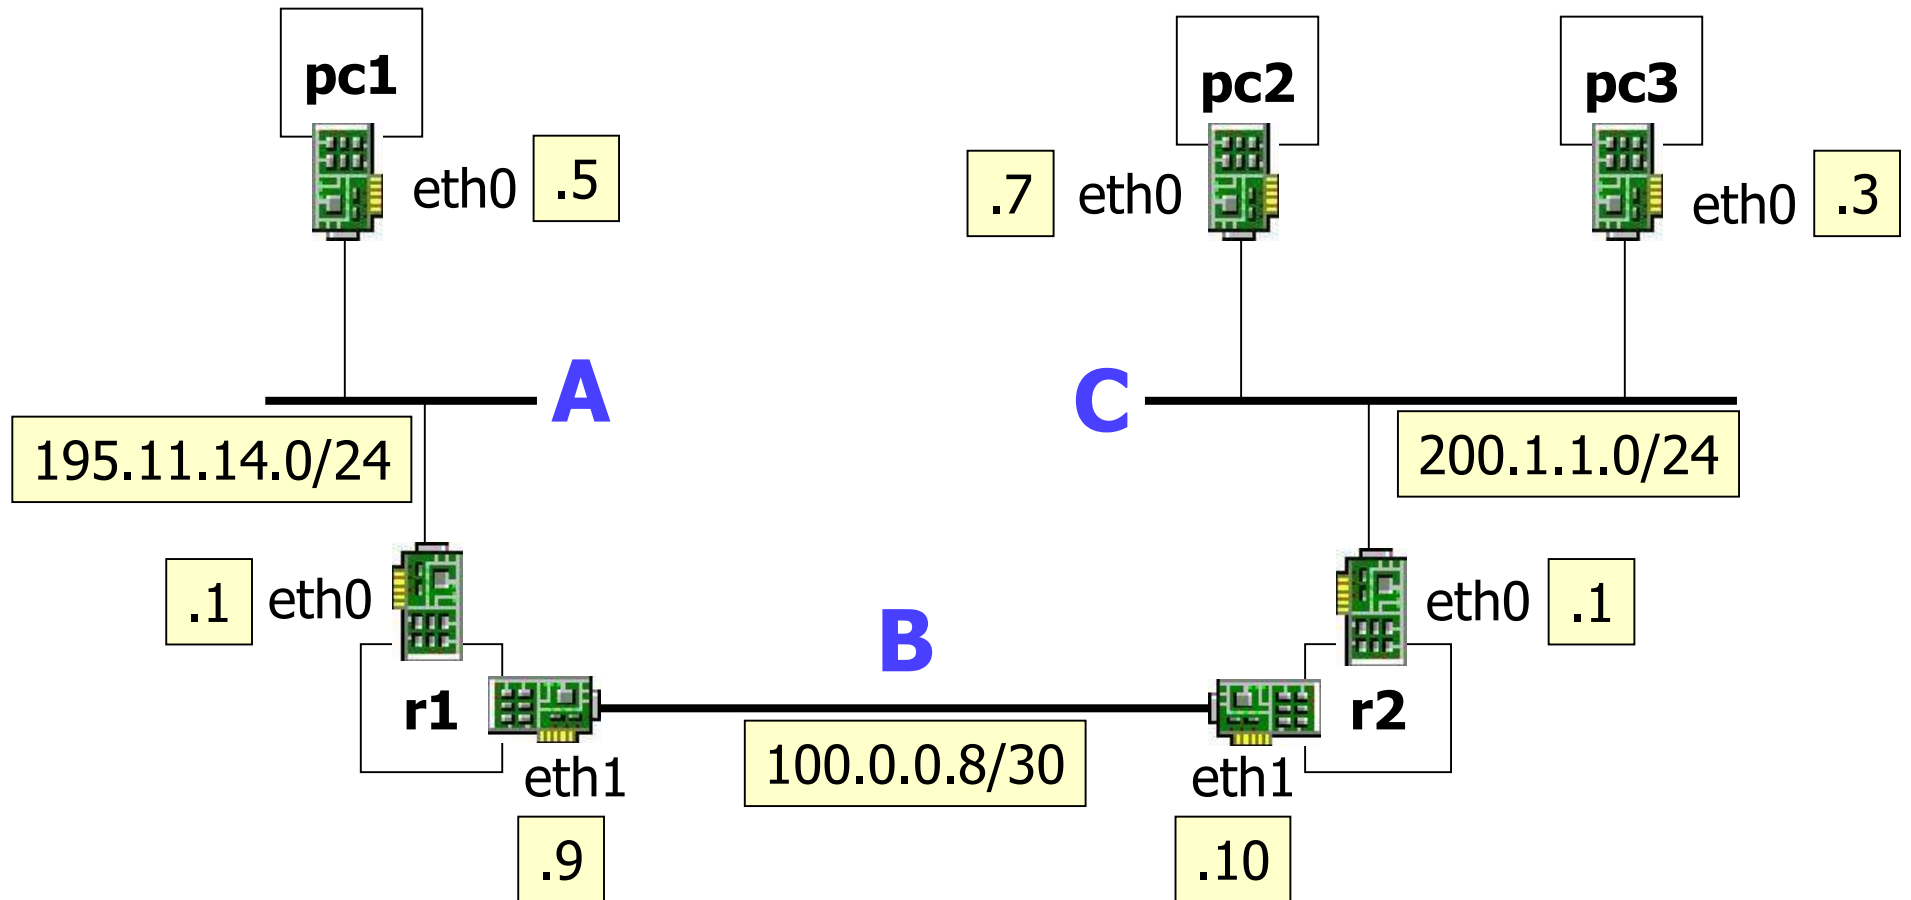 pc1
pc2
pc3
eth0
.5
.7
eth0
eth0
.3
A
C
195.11.14.0/24
200.1.1.0/24
.1
eth0
eth0
.1
B
r1
r2
100.0.0.8/30
eth1
eth1
.9
.10